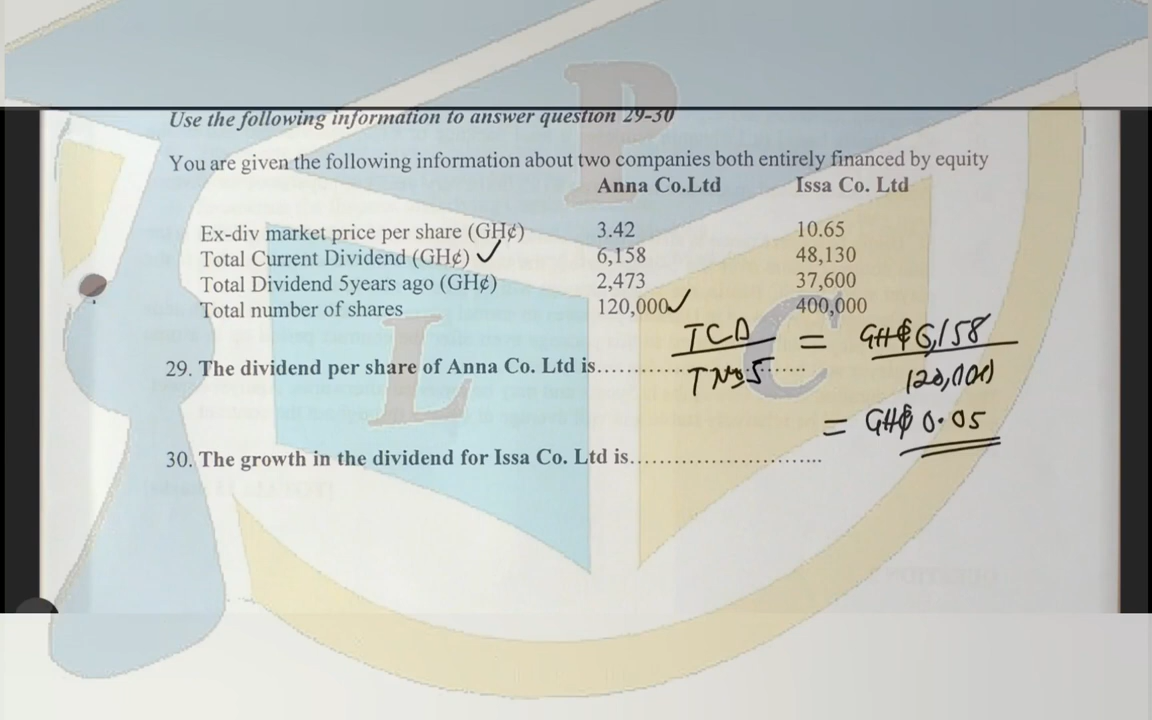 Use the following information to answer question 29-30
You are given the following information about two companies both entirely financed by equity
Anna Co.Ltd Issa Co. Ltd
Ex-div market price per share (GH¢) 3.42 10.65
Total Current Dividend (GH¢) ✓ 6,158 48,130
Total Dividend 5years ago (GH¢) 2,473 37,600
Total number of shares 120,000✓ 400,000
TCD = GH₵ 6,158
29. The dividend per share of Anna Co. Ltd is..................
TNoS 120,000
= GH₵ 0.05
30. The growth in the dividend for Issa Co. Ltd is..........................
P
L C